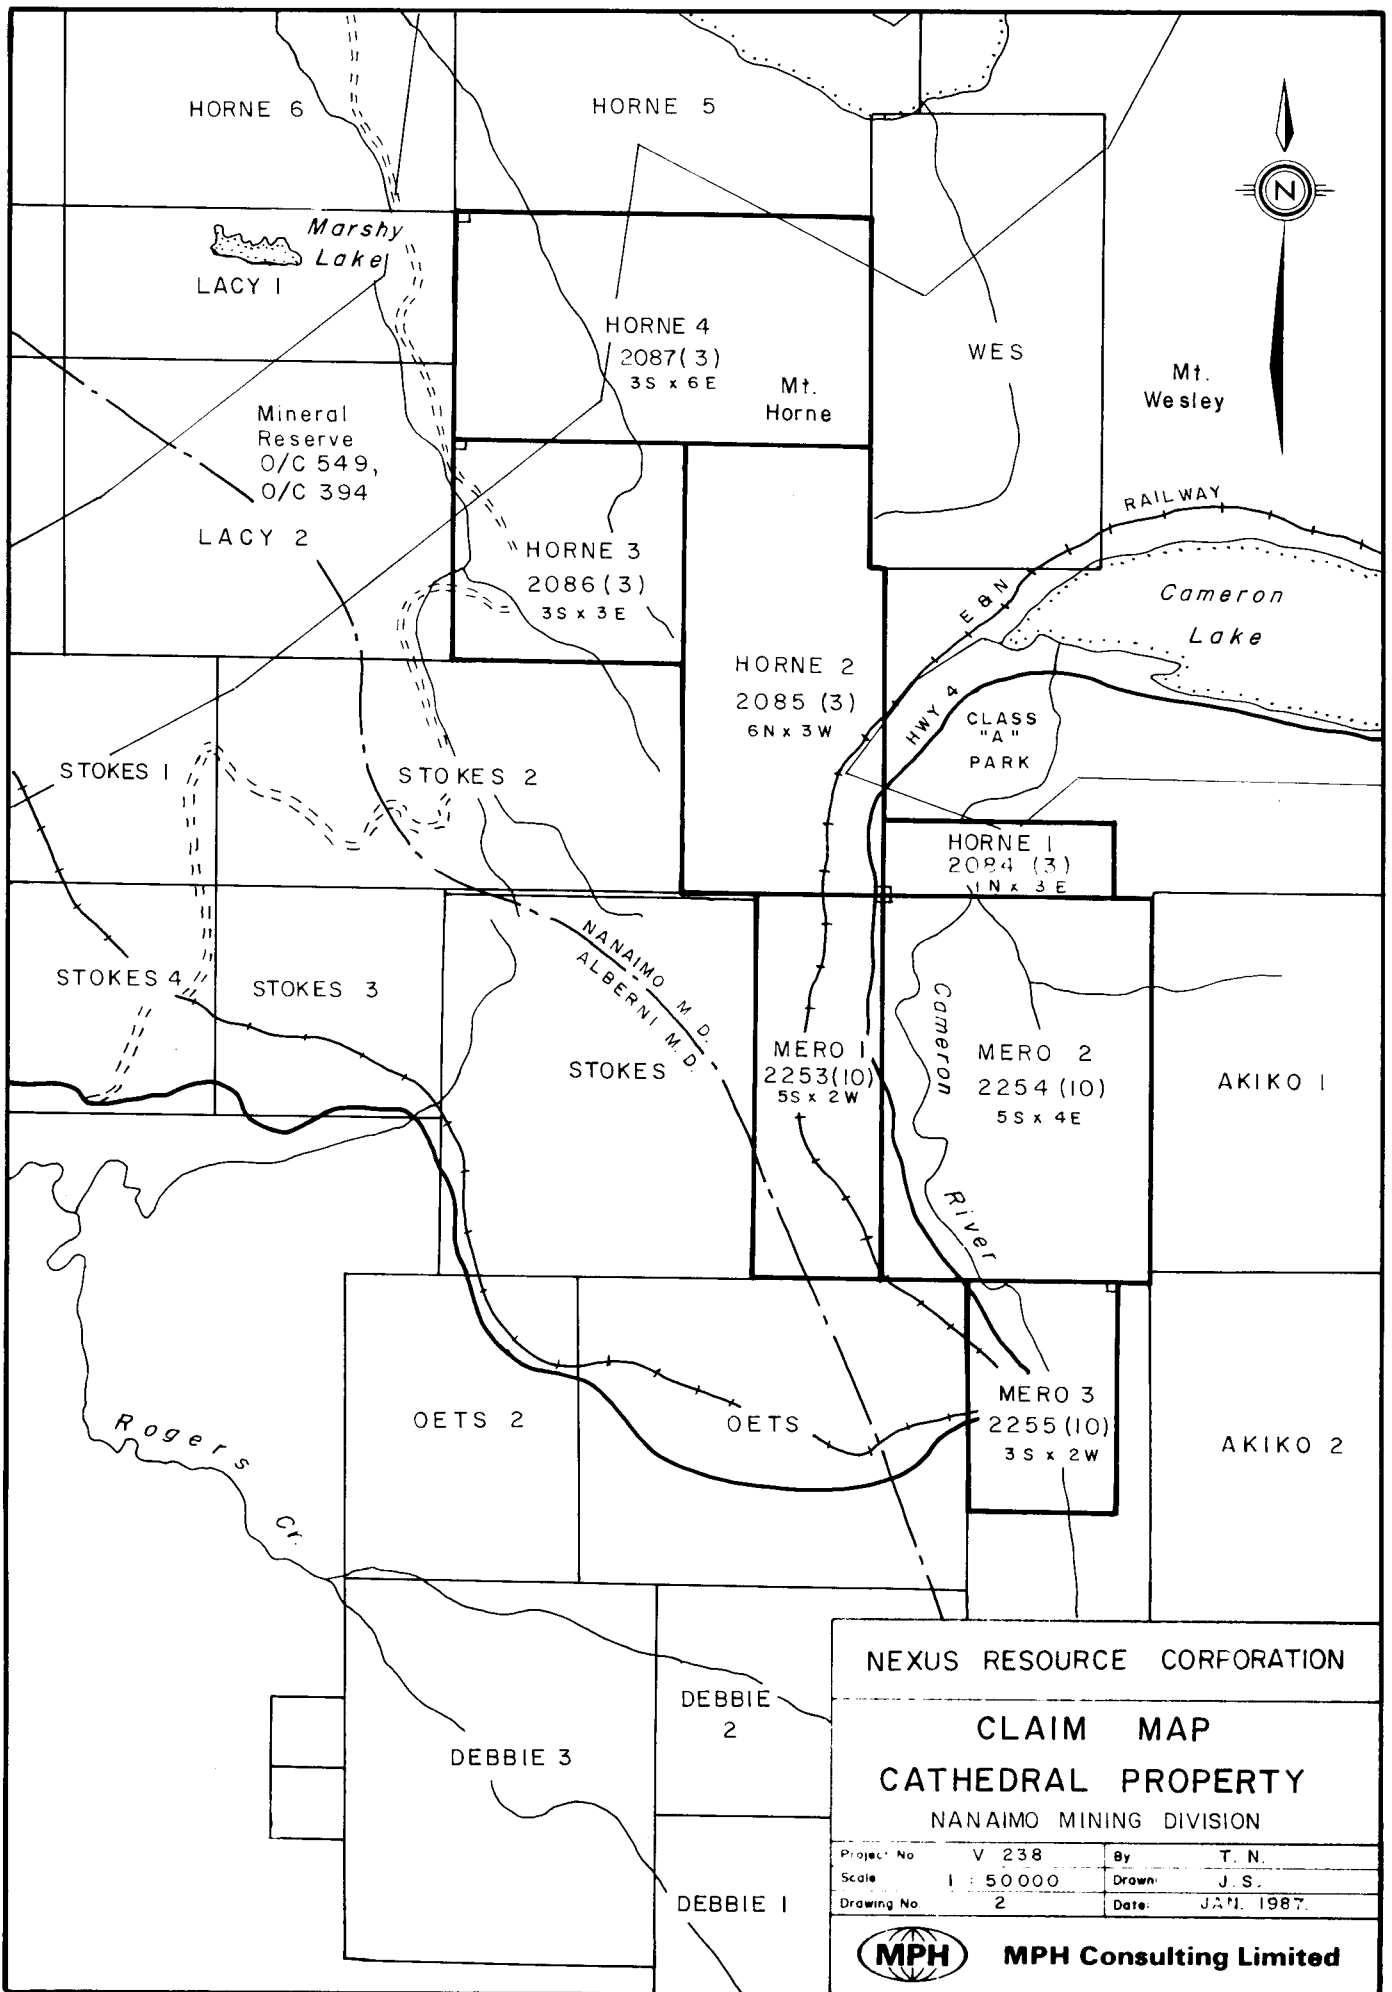 HORNE 6
HORNE 5
N
Marshy
Lake
LACY 1
HORNE 4
2087(3)
3S x 6E
Mt.
Horne
WES
Mt.
Wesley
Mineral
Reserve
O/C 549,
O/C 394
LACY 2
HORNE 3
2086(3)
3S x 3E
RAILWAY
E&N
Cameron
Lake
HORNE 2
2085 (3)
6N x 3W
HWY 4
CLASS
"A"
PARK
STOKES 1
STOKES 2
HORNE 1
2084 (3)
1N x 3E
STOKES 4
STOKES 3
NANAIMO M.D.
ALBERNI M.D.
STOKES
MERO 1
2253(10)
5S x 2W
Cameron
River
MERO 2
2254(10)
5S x 4E
AKIKO 1
OETS 2
OETS
MERO 3
2255(10)
3S x 2W
AKIKO 2
Rogers
Cr.
DEBBIE
2
DEBBIE 3
DEBBIE 1
NEXUS RESOURCE CORPORATION
CLAIM MAP
CATHEDRAL PROPERTY
NANAIMO MINING DIVISION
Project No V 238 By T. N.
Scale 1 : 50000 Drawn: J. S.
Drawing No. 2 Date: JAN. 1987.
MPH MPH Consulting Limited